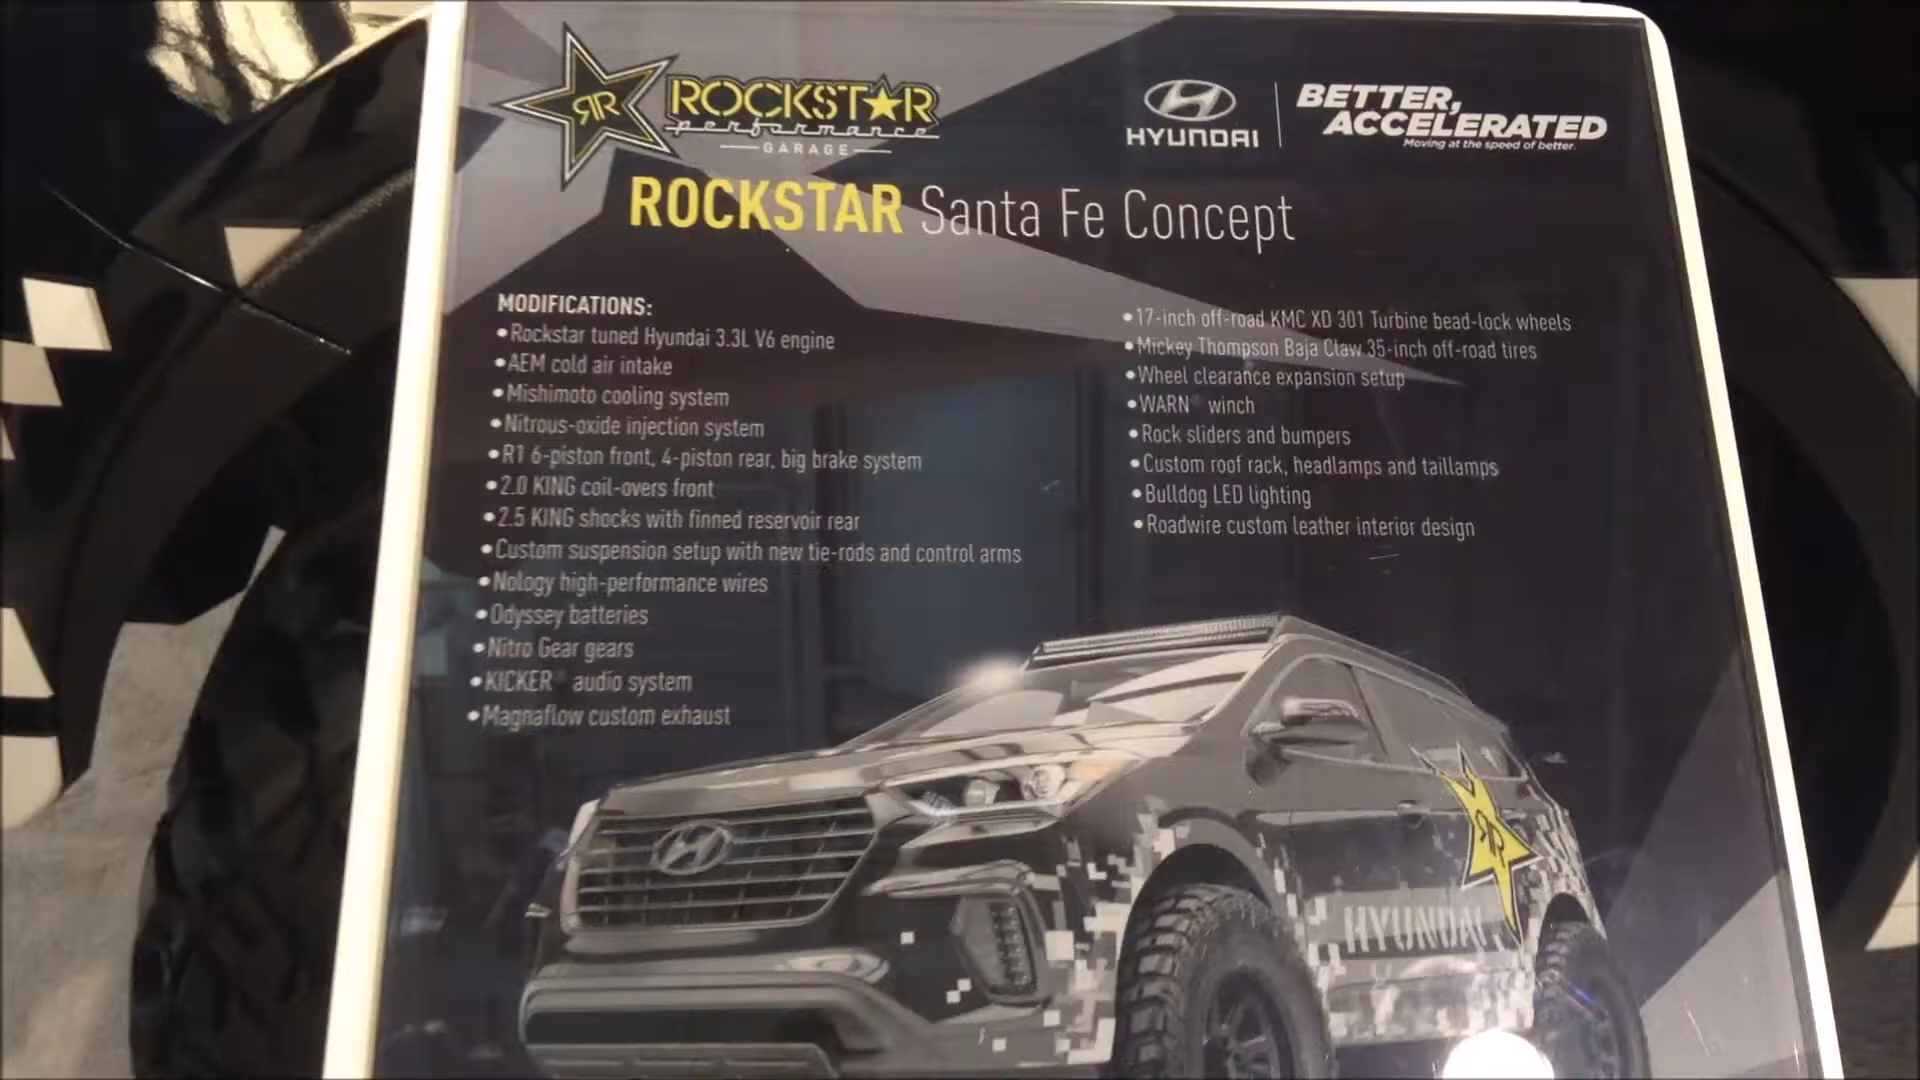 RR
ROCKSTAR
performance
GARAGE
HYUNDAI
BETTER,
ACCELERATED
Moving at the speed of better.
ROCKSTAR Santa Fe Concept
MODIFICATIONS:
•Rockstar tuned Hyundai 3.3L V6 engine
•AEM cold air intake
•Mishimoto cooling system
•Nitrous-oxide injection system
•R1 6-piston front, 4-piston rear, big brake system
•2.0 KING coil-overs front
•2.5 KING shocks with finned reservoir rear
•Custom suspension setup with new tie-rods and control arms
•Nology high-performance wires
•Odyssey batteries
•Nitro Gear gears
•KICKER® audio system
•Magnaflow custom exhaust
•17-inch off-road KMC XD 301 Turbine bead-lock wheels
•Mickey Thompson Baja Claw 35-inch off-road tires
•Wheel clearance expansion setup
•WARN® winch
•Rock sliders and bumpers
•Custom roof rack, headlamps and taillamps
•Bulldog LED lighting
•Roadwire custom leather interior design
RR
HYUNDAI